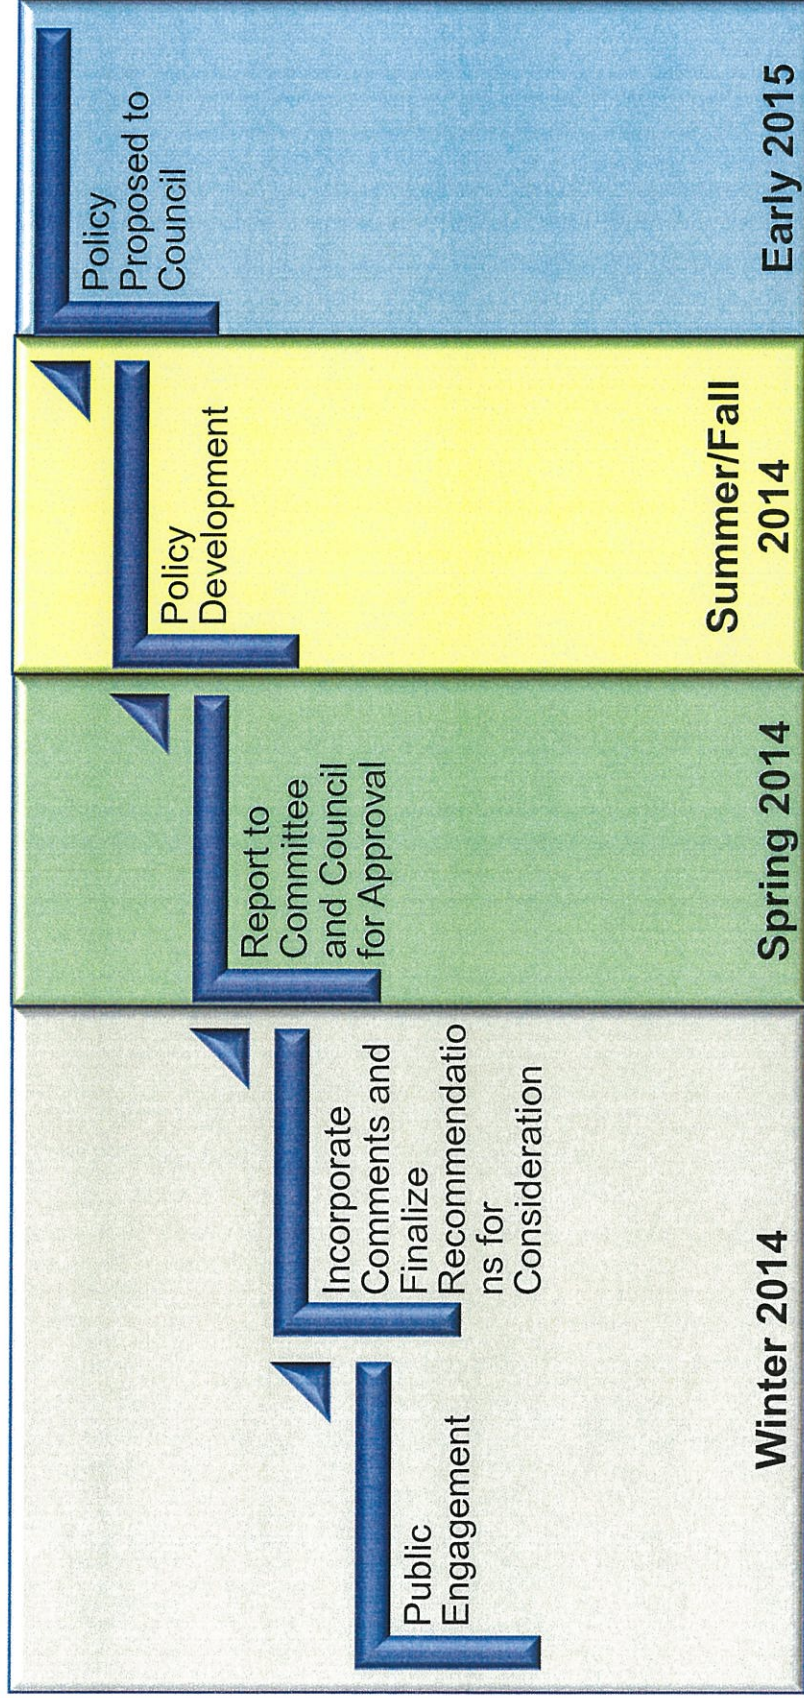 Public
Engagement
Incorporate
Comments and
Finalize
Recommendatio
ns for
Consideration
Winter 2014
Report to
Committee
and Council
for Approval
Spring 2014
Policy
Development
Summer/Fall
2014
Policy
Proposed to
Council
Early 2015